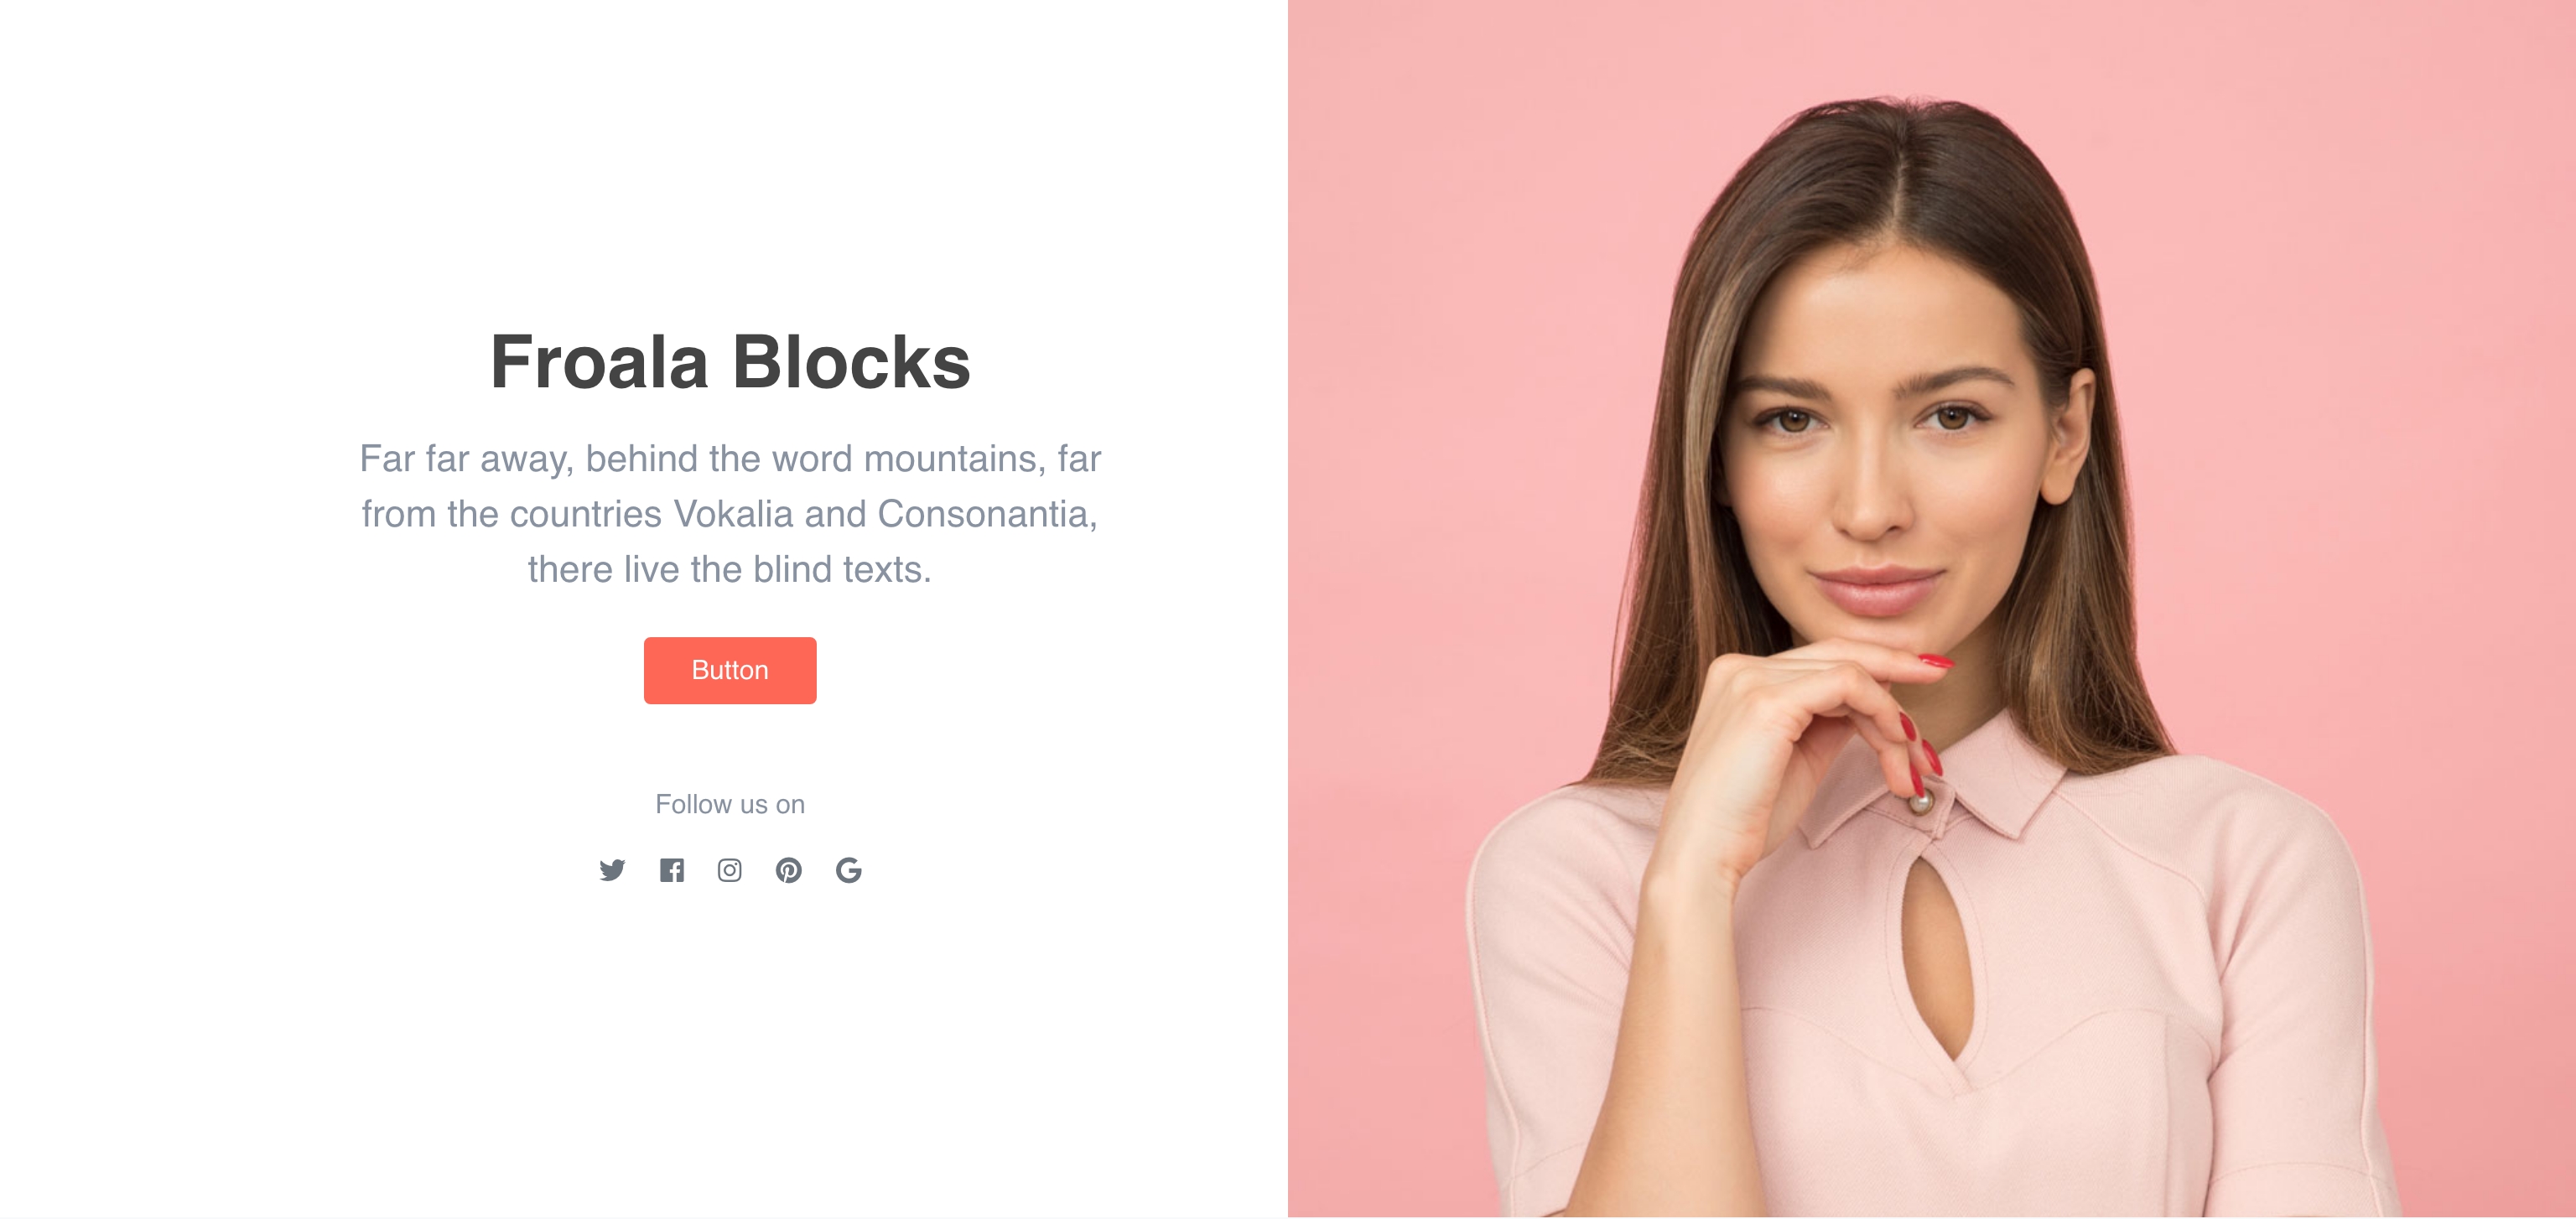 Froala Blocks
Far far away, behind the word mountains, far
from the countries Vokalia and Consonantia,
there live the blind texts.
Button
Follow us on